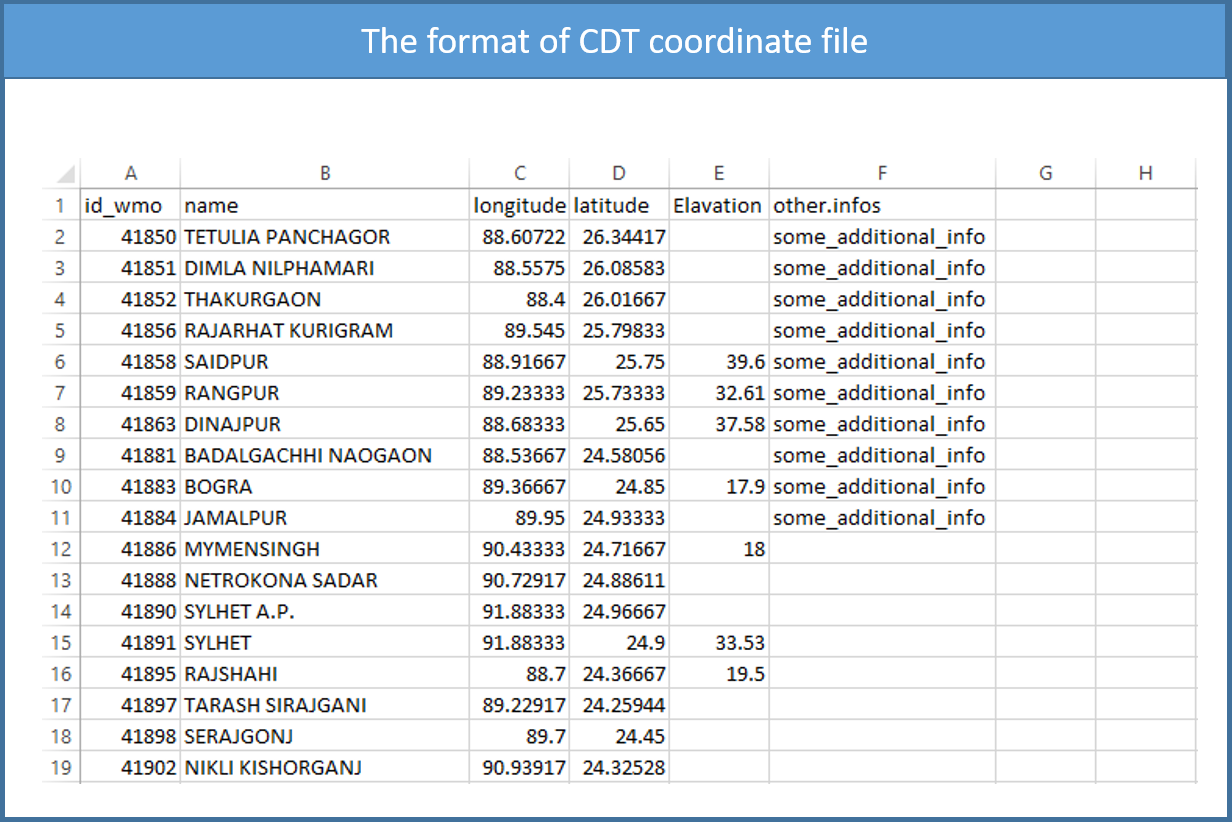 The format of CDT coordinate file
A B C D E F G H
1 id_wmo name longitude latitude Elavation other.infos
2 41850 TETULIA PANCHAGOR 88.60722 26.34417 some_additional_info
3 41851 DIMLA NILPHAMARI 88.5575 26.08583 some_additional_info
4 41852 THAKURGAON 88.4 26.01667 some_additional_info
5 41856 RAJARHAT KURIGRAM 89.545 25.79833 some_additional_info
6 41858 SAIDPUR 88.91667 25.75 39.6 some_additional_info
7 41859 RANGPUR 89.23333 25.73333 32.61 some_additional_info
8 41863 DINAJPUR 88.68333 25.65 37.58 some_additional_info
9 41881 BADALGACHHI NAOGAON 88.53667 24.58056 some_additional_info
10 41883 BOGRA 89.36667 24.85 17.9 some_additional_info
11 41884 JAMALPUR 89.95 24.93333 some_additional_info
12 41886 MYMENSINGH 90.43333 24.71667 18
13 41888 NETROKONA SADAR 90.72917 24.88611
14 41890 SYLHET A.P. 91.88333 24.96667
15 41891 SYLHET 91.88333 24.9 33.53
16 41895 RAJSHAHI 88.7 24.36667 19.5
17 41897 TARASH SIRAJGANI 89.22917 24.25944
18 41898 SERAJGONJ 89.7 24.45
19 41902 NIKLI KISHORGANJ 90.93917 24.32528